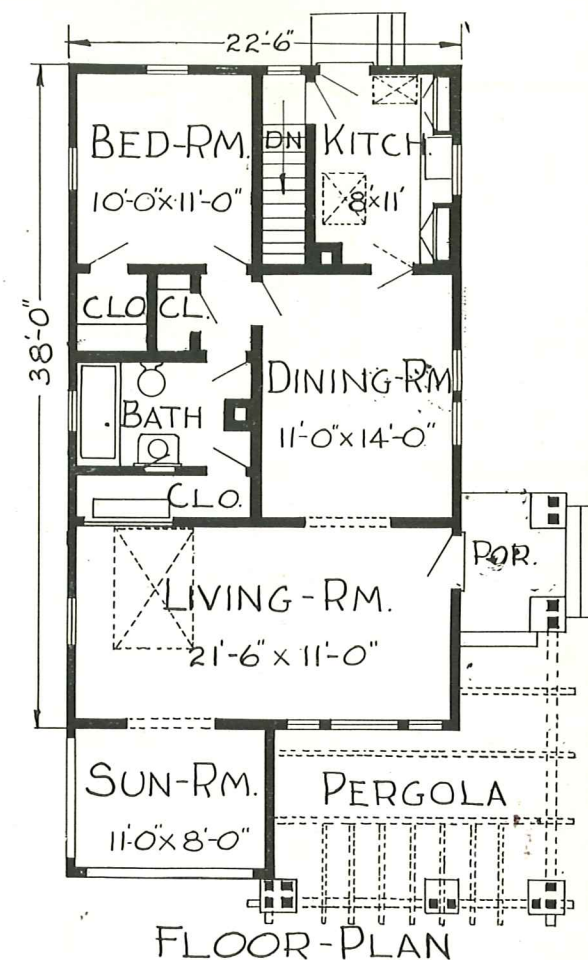 22'-6"
BED-RM.
10'-0"x11'-0"
DN
KITCH.
8'x11'
38'-0"
CLO.
CL.
DINING-RM.
11'-0"x14'-0"
BATH
CLO.
POR.
LIVING-RM.
21'-6" x 11'-0"
SUN-RM.
11'-0"x8'-0"
PERGOLA
FLOOR-PLAN